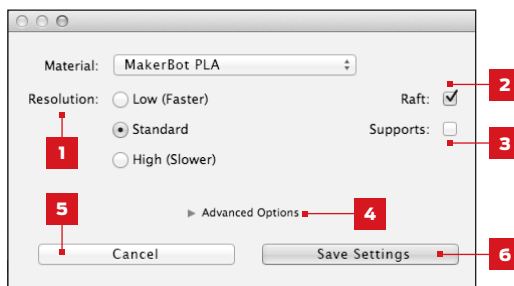 Material: MakerBot PLA
Resolution: Low (Faster) Raft: 2
Standard Supports: 3
1
High (Slower)
5
Advanced Options 4
Cancel Save Settings 6